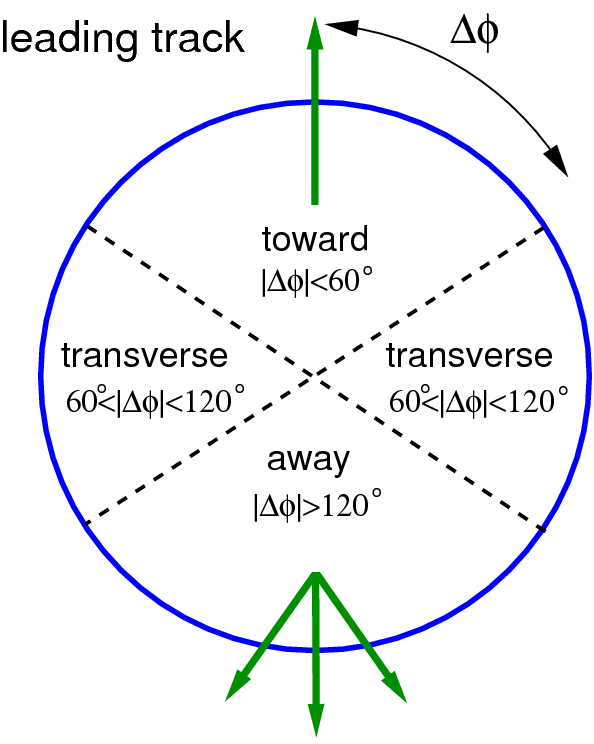 leading track
Δϕ
toward
|Δϕ|<60°
transverse
60°<|Δϕ|<120°
transverse
60°<|Δϕ|<120°
away
|Δϕ|>120°